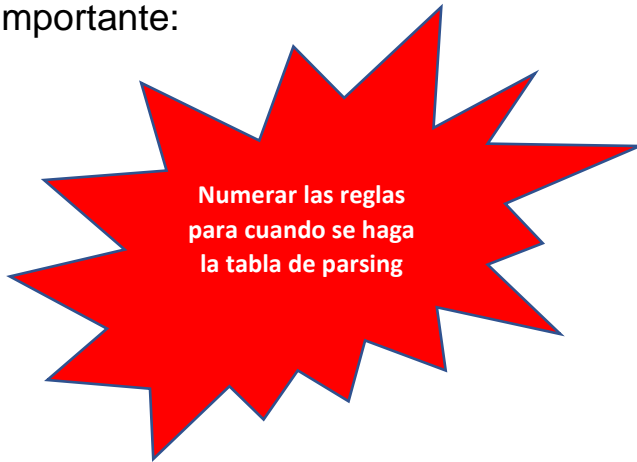 mportante:
Numerar las reglas
para cuando se haga
la tabla de parsing